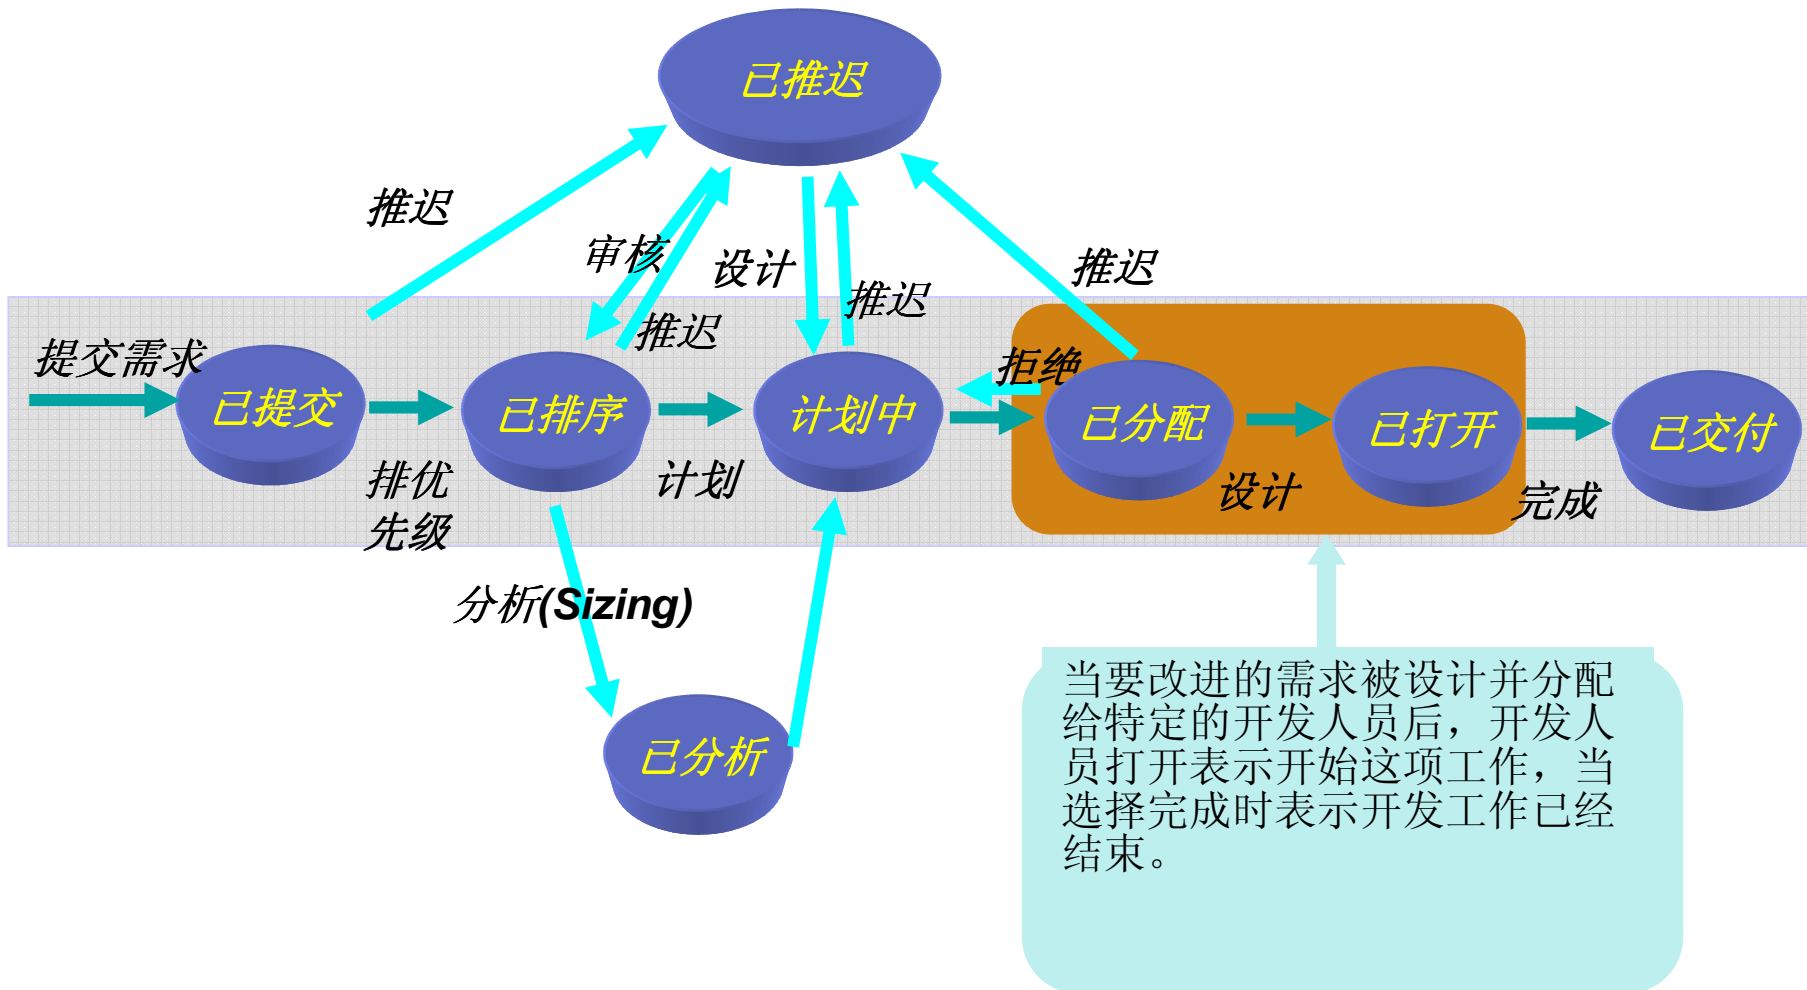 已推迟
推迟
审核
设计
推迟
推迟
推迟
提交需求
拒绝
已提交
已排序
计划中
已分配
已打开
已交付
排优
先级
计划
设计
完成
分析(Sizing)
已分析
当要改进的需求被设计并分配
给特定的开发人员后，开发人
员打开表示开始这项工作，当
选择完成时表示开发工作已经
结束。